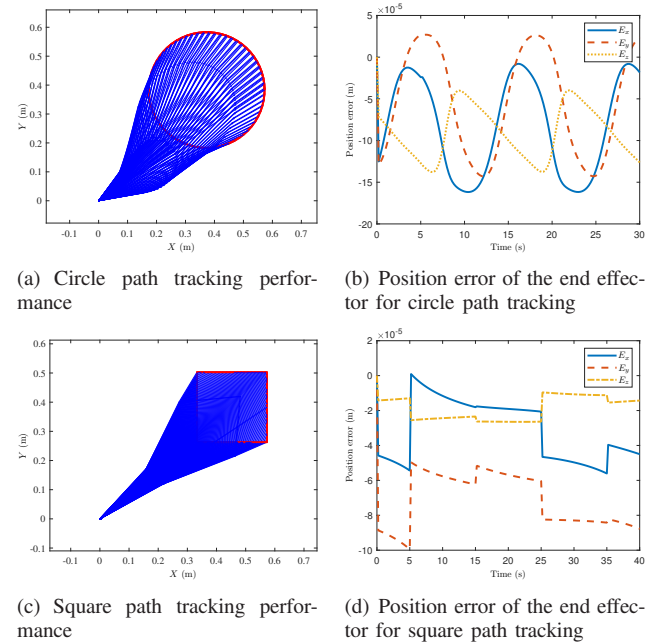 0.6
0.5
0.4
0.3
0.2
0.1
0
Y (m)
-0.1 0 0.1 0.2 0.3 0.4 0.5 0.6 0.7
X (m)
(a) Circle path tracking perfor-
mance
×10⁻⁵
5
0
-5
-10
-15
-20
Position error (m)
0 5 10 15 20 25 30
Time (s)
Eₓ
E_y
E_z
(b) Position error of the end effec-
tor for circle path tracking
0.6
0.5
0.4
0.3
0.2
0.1
0
-0.1
Y (m)
-0.1 0 0.1 0.2 0.3 0.4 0.5 0.6 0.7
X (m)
(c) Square path tracking perfor-
mance
×10⁻⁵
2
0
-2
-4
-6
-8
-10
Position error (m)
0 5 10 15 20 25 30 35 40
Time (s)
Eₓ
E_y
E_z
(d) Position error of the end effec-
tor for square path tracking